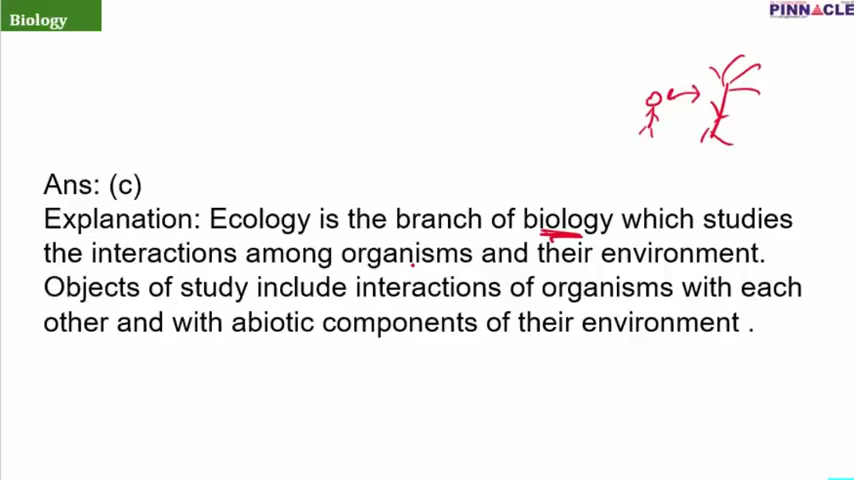 Biology
PINNACLE
Ans: (c)
Explanation: Ecology is the branch of biology which studies
the interactions among organisms and their environment.
Objects of study include interactions of organisms with each
other and with abiotic components of their environment .